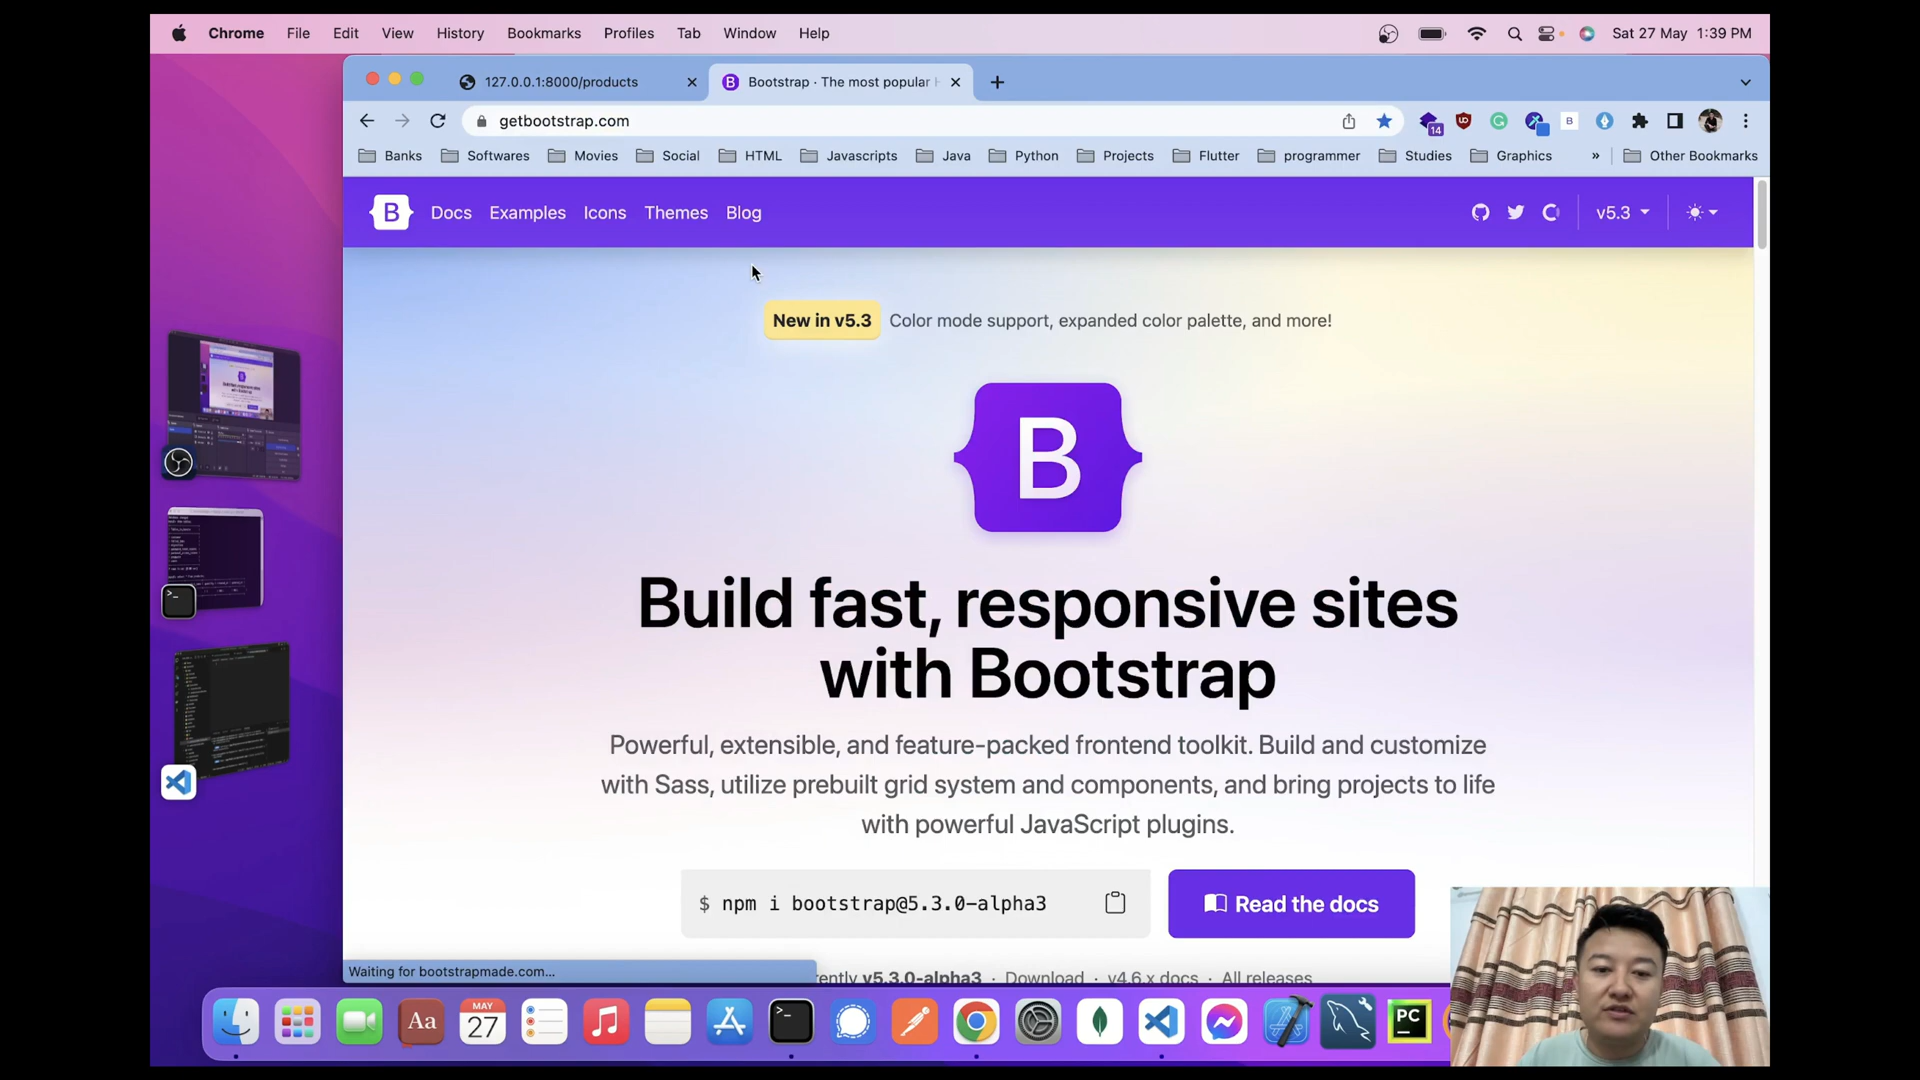 Chrome File Edit View History Bookmarks Profiles Tab Window Help Sat 27 May 1:39 PM
127.0.0.1:8000/products
Bootstrap · The most popular
getbootstrap.com
14
B
Banks Softwares Movies Social HTML Javascripts Java Python Projects Flutter programmer Studies Graphics » Other Bookmarks
B Docs Examples Icons Themes Blog v5.3
New in v5.3 Color mode support, expanded color palette, and more!
B
Build fast, responsive sites
with Bootstrap
Powerful, extensible, and feature-packed frontend toolkit. Build and customize
with Sass, utilize prebuilt grid system and components, and bring projects to life
with powerful JavaScript plugins.
$ npm i bootstrap@5.3.0-alpha3
Read the docs
Waiting for bootstrapmade.com...
ently v5.3.0-alpha3 · Download · v4.6.x docs · All releases
Aa
MAY
27
PC